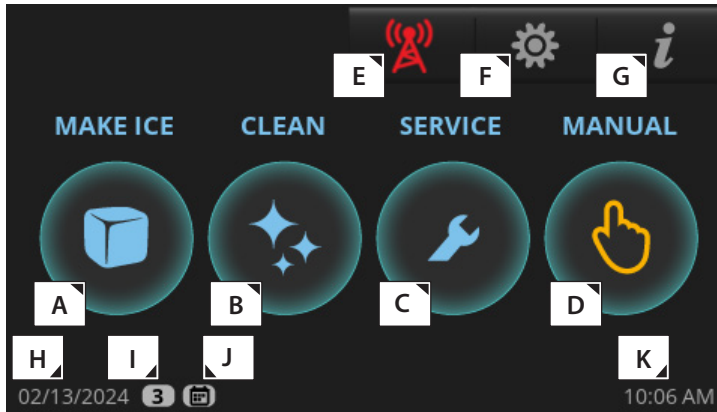 E F G
MAKE ICE CLEAN SERVICE MANUAL
A B C D
H I J K
02/13/2024 3 10:06 AM